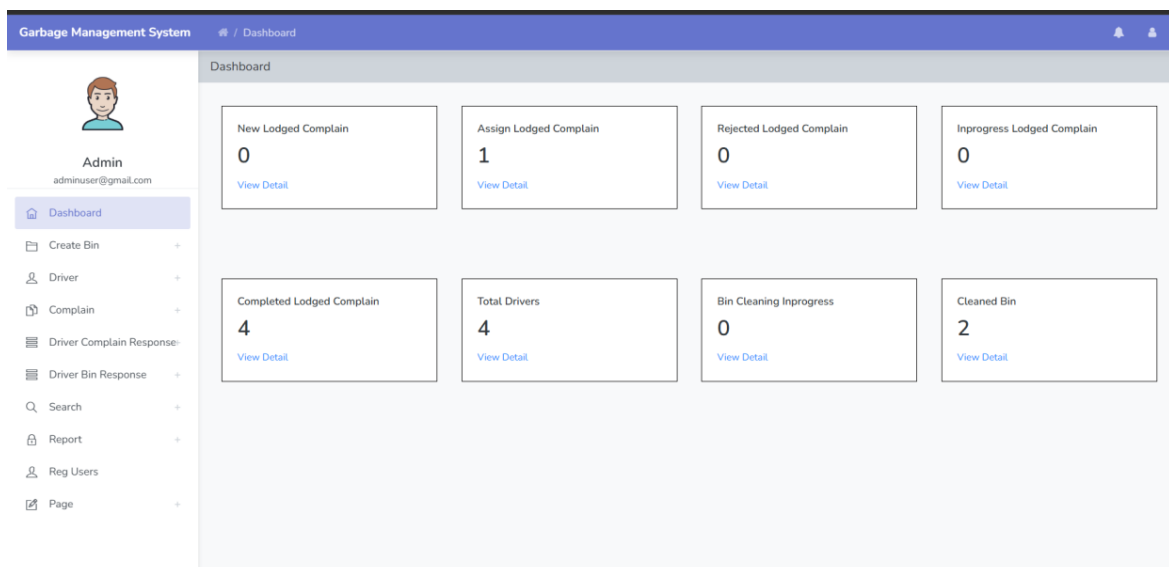 Garbage Management System
/ Dashboard
Dashboard
Admin
adminuser@gmail.com
Dashboard
Create Bin +
Driver +
Complain +
Driver Complain Response+
Driver Bin Response +
Search +
Report +
Reg Users
Page +
New Lodged Complain
0
View Detail
Assign Lodged Complain
1
View Detail
Rejected Lodged Complain
0
View Detail
Inprogress Lodged Complain
0
View Detail
Completed Lodged Complain
4
View Detail
Total Drivers
4
View Detail
Bin Cleaning Inprogress
0
View Detail
Cleaned Bin
2
View Detail